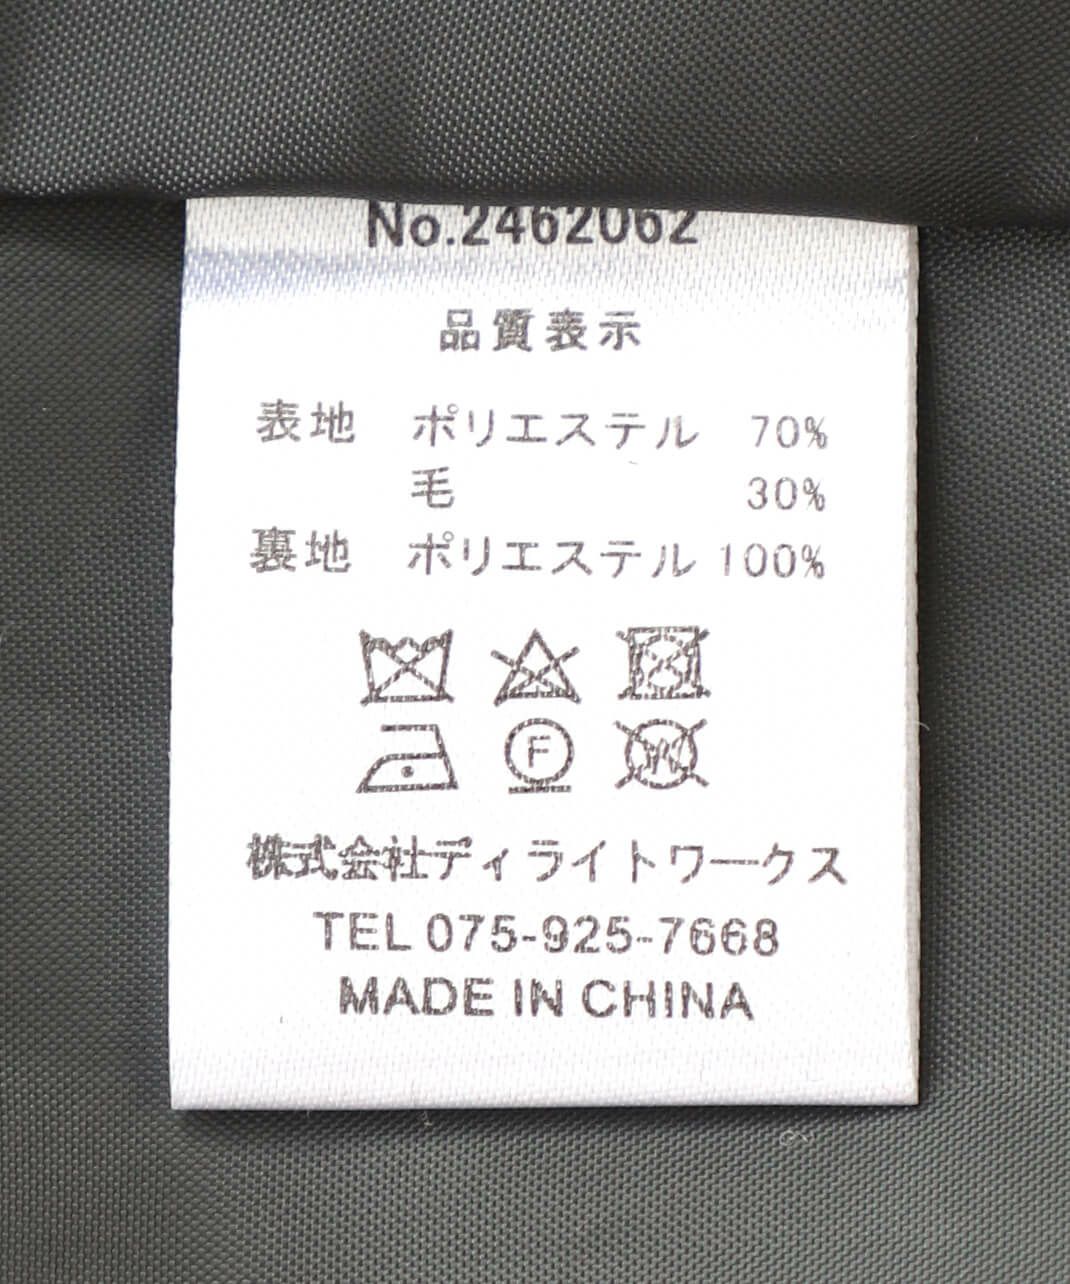 No.2462062
品質表示
表地 ポリエステル 70%
毛 30%
裏地 ポリエステル 100%
F
W
株式会社ディライトワークス
TEL 075-925-7668
MADE IN CHINA